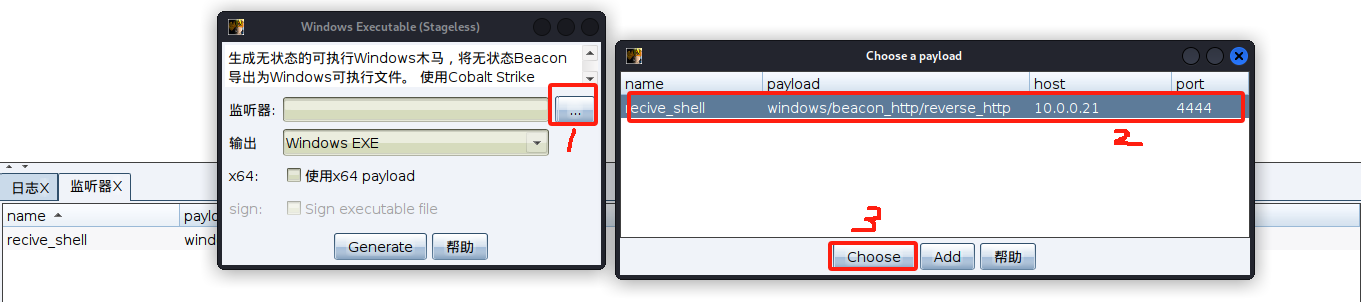 Windows Executable (Stageless)
生成无状态的可执行Windows木马，将无状态Beacon
导出为Windows可执行文件。 使用Cobalt Strike
监听器:
...
1
输出
Windows EXE
x64:
使用x64 payload
sign:
Sign executable file
Generate
帮助
Choose a payload
name payload host port
recive_shell windows/beacon_http/reverse_http 10.0.0.21 4444
2
3
Choose
Add
帮助
日志X
监听器X
name paylo
recive_shell wind